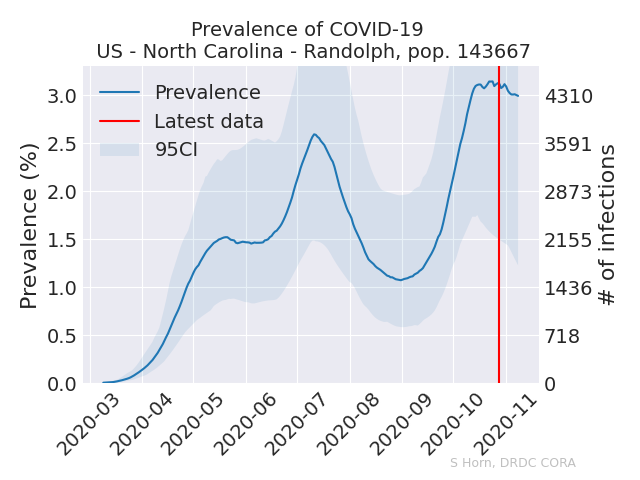 Prevalence of COVID-19
US - North Carolina - Randolph, pop. 143667
Prevalence
Latest data
95CI
Prevalence (%)
3.0
2.5
2.0
1.5
1.0
0.5
0.0
4310
3591
2873
2155
1436
718
0
# of infections
2020-03
2020-04
2020-05
2020-06
2020-07
2020-08
2020-09
2020-10
2020-11
S Horn, DRDC CORA